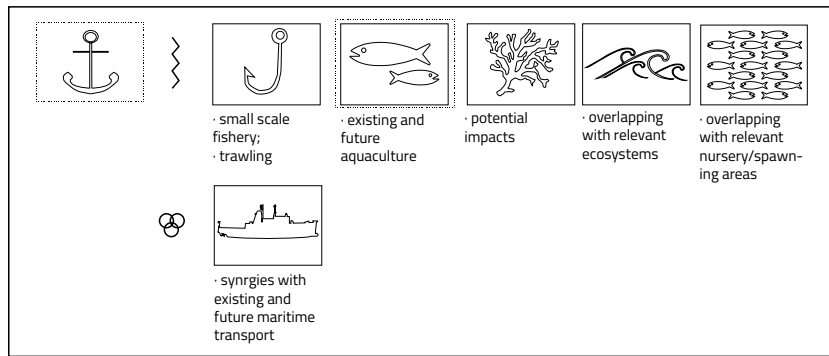 · small scale
fishery;
· trawling
· existing and
future
aquaculture
· potential
impacts
· overlapping
with relevant
ecosystems
· overlapping
with relevant
nursery/spawn-
ing areas
· synrgies with
existing and
future maritime
transport